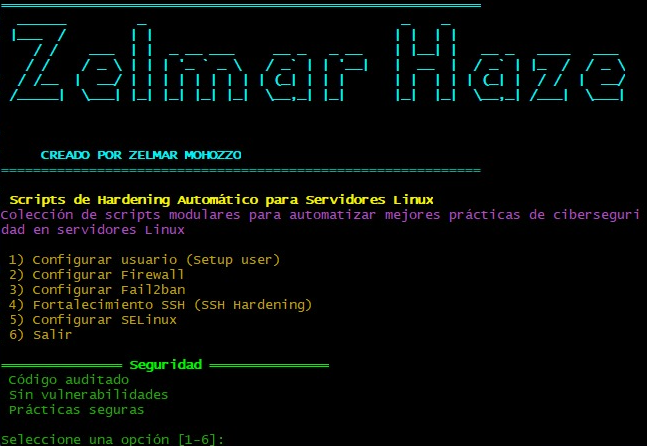 Zelmar Haze
CREADO POR ZELMAR MOHOZZO
Scripts de Hardening Automático para Servidores Linux
Colección de scripts modulares para automatizar mejores prácticas de ciberseguri
dad en servidores Linux
1) Configurar usuario (Setup user)
2) Configurar Firewall
3) Configurar Fail2ban
4) Fortalecimiento SSH (SSH Hardening)
5) Configurar SELinux
6) Salir
Seguridad
Código auditado
Sin vulnerabilidades
Prácticas seguras
Seleccione una opción [1-6]: